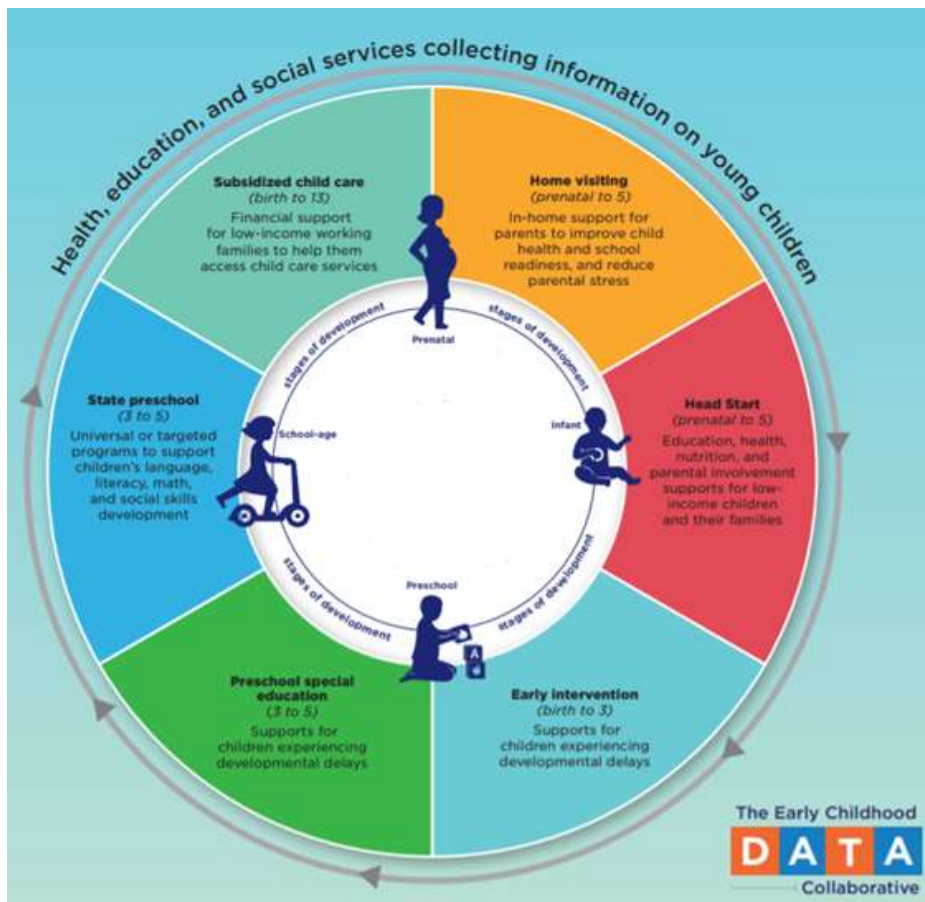 Health, education, and social services collecting information on young children
Subsidized child care
(birth to 13)
Financial support
for low-income working
families to help them
access child care services
Home visiting
(prenatal to 5)
In-home support for
parents to improve child
health and school
readiness, and reduce
parental stress
Head Start
(prenatal to 5)
Education, health,
nutrition, and
parental involvement
supports for low-
income children
and their families
Early intervention
(birth to 3)
Supports for
children experiencing
developmental delays
Preschool special
education
(3 to 5)
Supports for
children experiencing
developmental delays
State preschool
(3 to 5)
Universal or targeted
programs to support
children's language,
literacy, math,
and social skills
development
Prenatal
stages of development
Infant
stages of development
Preschool
A
stages of development
School-age
stages of development
The Early Childhood
DATA
Collaborative